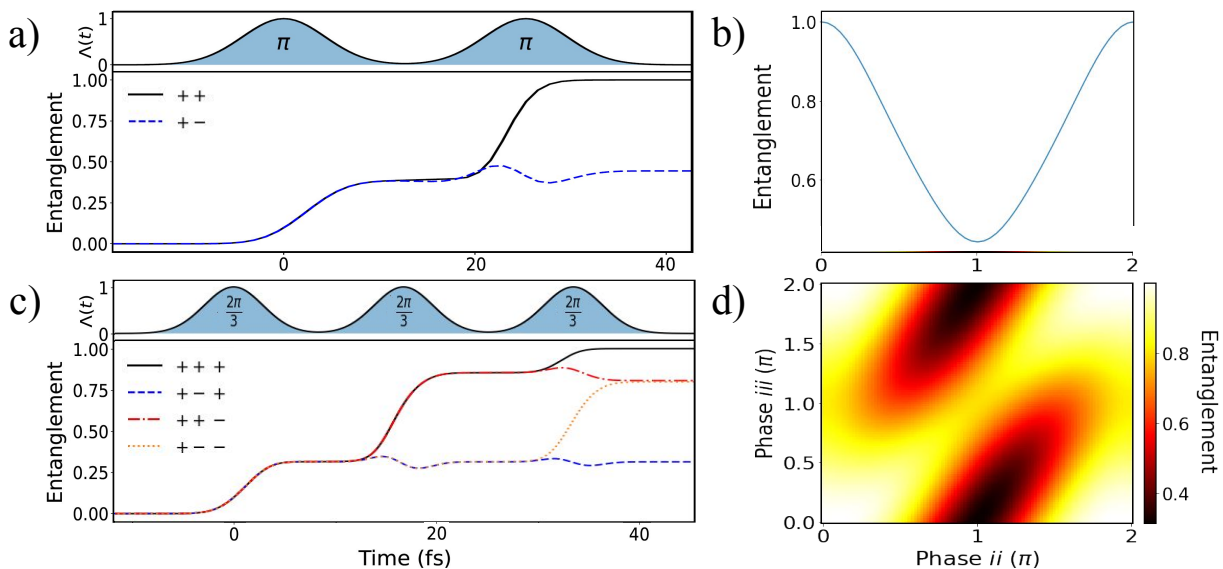 a)
Λ(t)
1
0
π
π
Entanglement
1.00
0.75
0.50
0.25
0.00
+ +
+ −
0
20
40
b)
Entanglement
1.0
0.8
0.6
0
1
2
c)
Λ(t)
1
0
2π/3
2π/3
2π/3
Entanglement
1.00
0.75
0.50
0.25
0.00
+ + +
+ − +
+ + −
+ − −
0
20
40
Time (fs)
d)
Phase iii (π)
2.0
1.5
1.0
0.5
0.0
0
1
2
Phase ii (π)
0.8
0.6
0.4
Entanglement